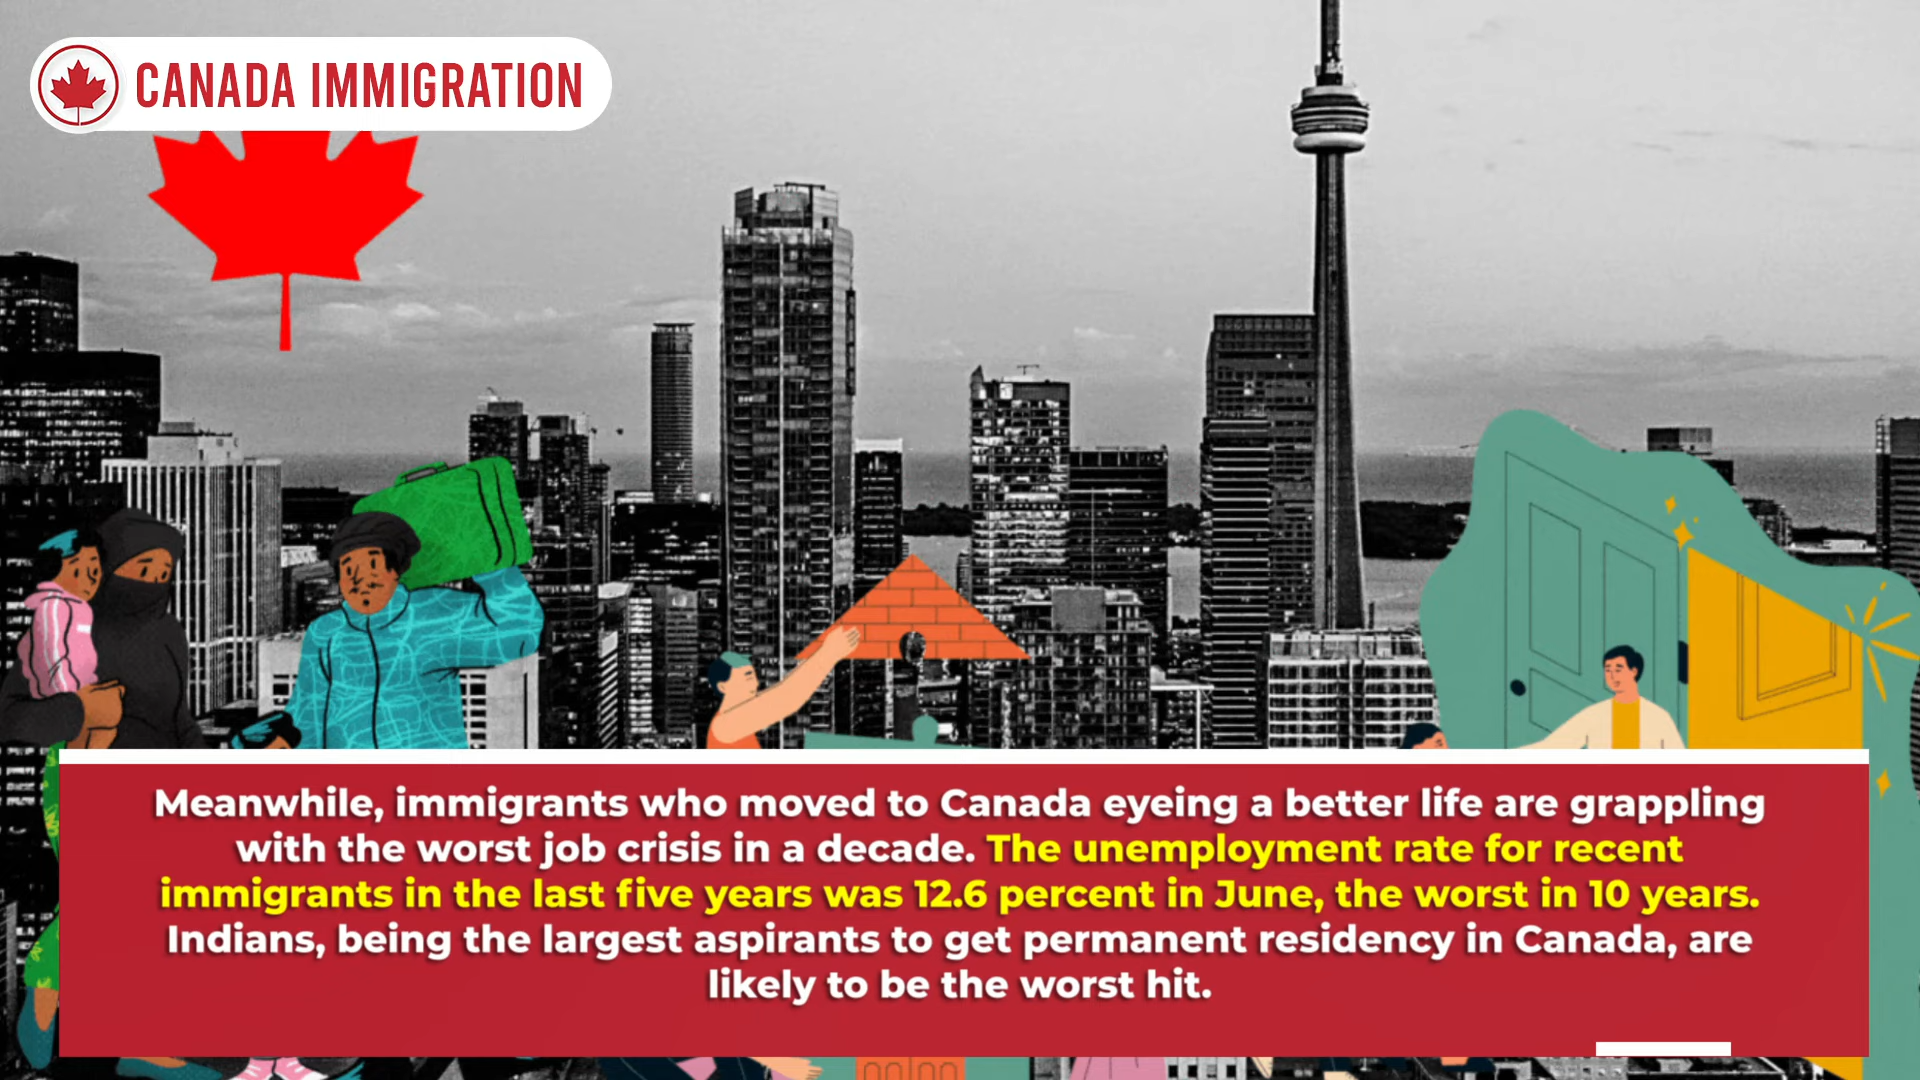 CANADA IMMIGRATION
Meanwhile, immigrants who moved to Canada eyeing a better life are grappling
with the worst job crisis in a decade. The unemployment rate for recent
immigrants in the last five years was 12.6 percent in June, the worst in 10 years.
Indians, being the largest aspirants to get permanent residency in Canada, are
likely to be the worst hit.